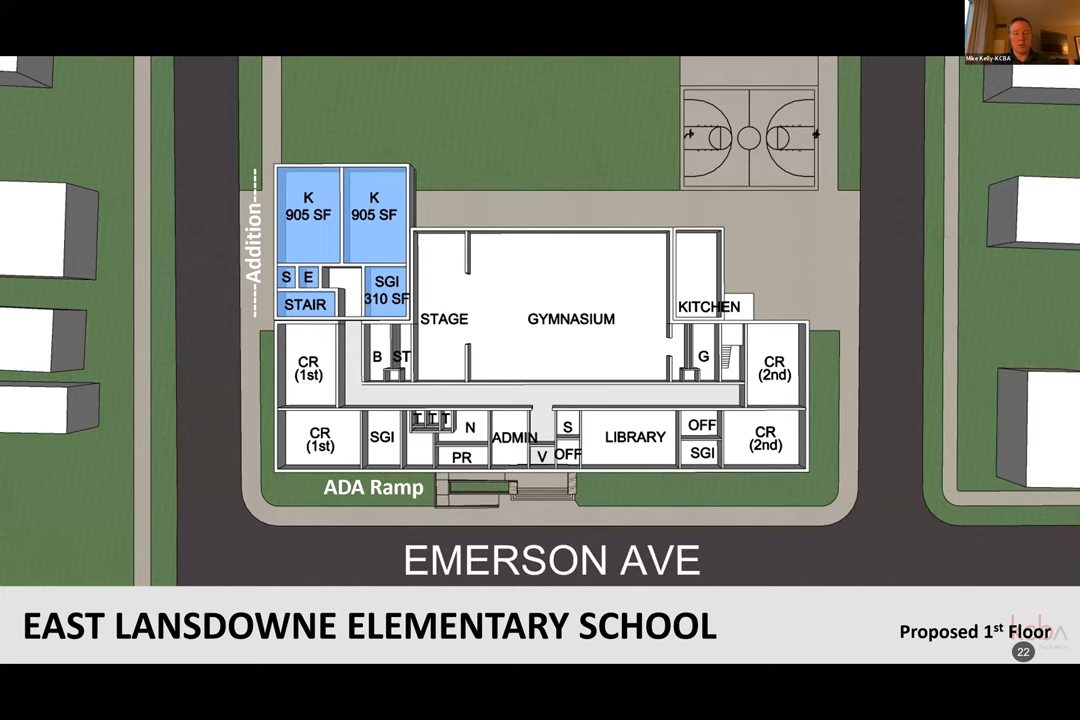 Mike Kelly-KCBA
------Addition------
K
905 SF
K
905 SF
S
E
SGI
310 SF
STAIR
STAGE
GYMNASIUM
KITCHEN
CR
(1st)
B
ST
G
CR
(2nd)
CR
(1st)
SGI
T
T
T
N
PR
ADMIN
V
S
OFF
LIBRARY
OFF
SGI
CR
(2nd)
ADA Ramp
EMERSON AVE
EAST LANSDOWNE ELEMENTARY SCHOOL
Proposed 1st Floor
22